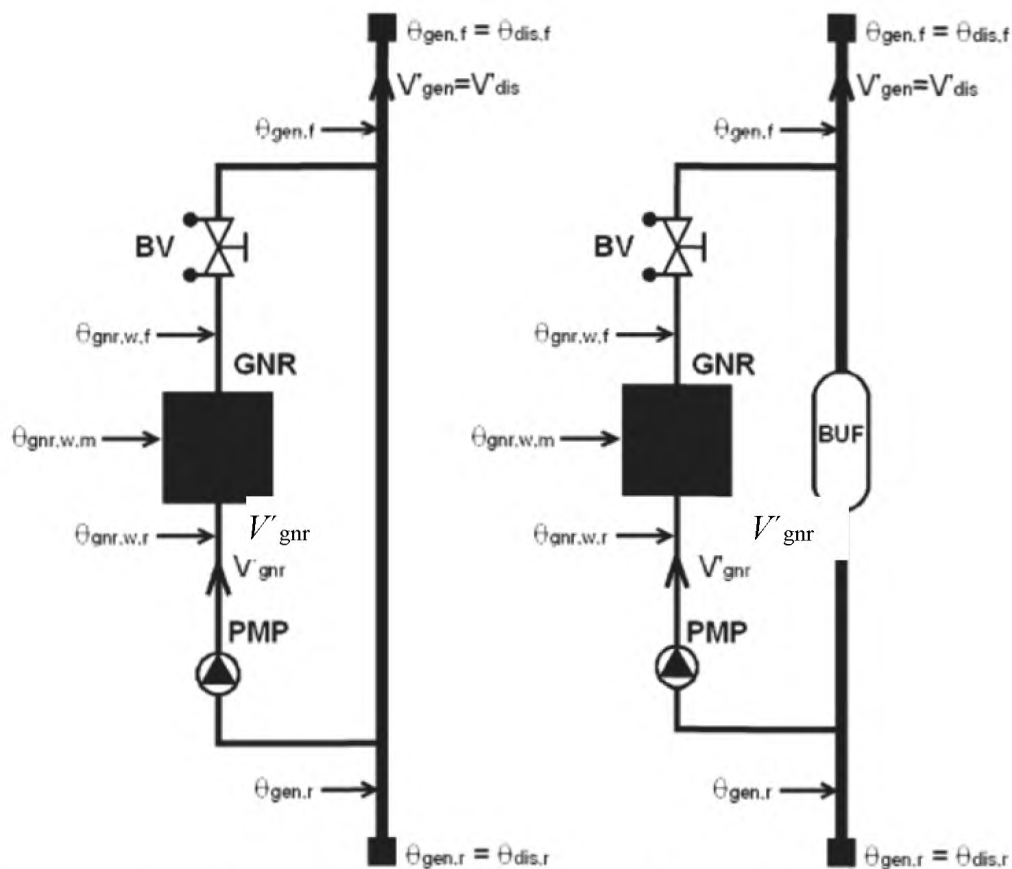 θgen.f = θdis.f
V'gen=V'dis
θgen.f
BV
θgnr.w.f
GNR
θgnr.w.m
V′gnr
θgnr.w.r
V'gnr
PMP
θgen.r
θgen.r = θdis.r
θgen.f = θdis.f
V'gen=V'dis
θgen.f
BV
θgnr.w.f
GNR
θgnr.w.m
BUF
V′gnr
θgnr.w.r
V'gnr
PMP
θgen.r
θgen.r = θdis.r